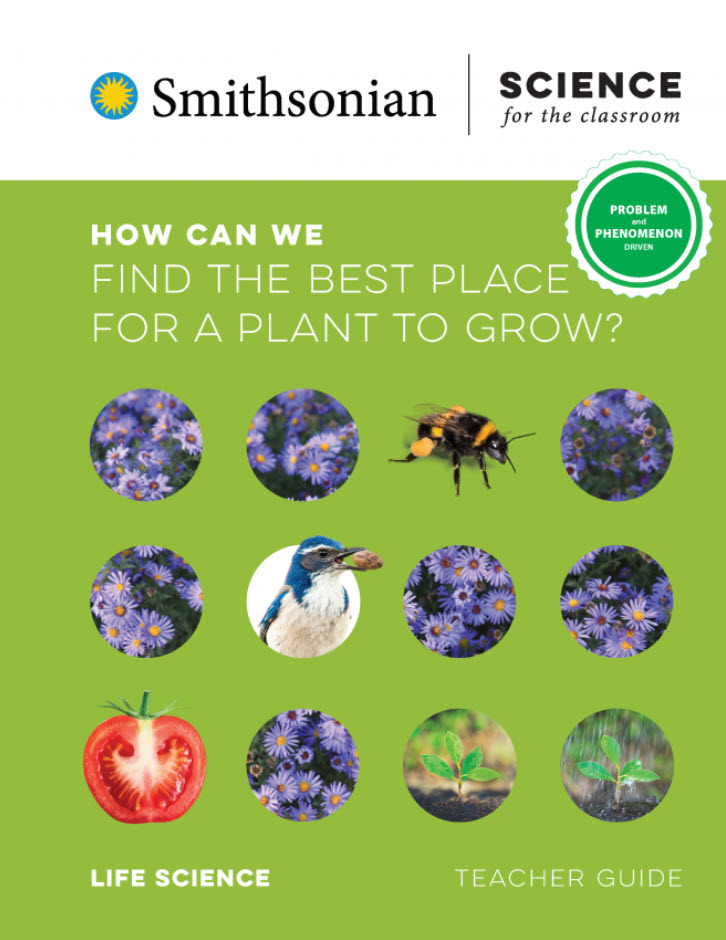 Smithsonian
SCIENCE
for the classroom
PROBLEM
and
PHENOMENON
DRIVEN
HOW CAN WE
FIND THE BEST PLACE
FOR A PLANT TO GROW?
LIFE SCIENCE
TEACHER GUIDE